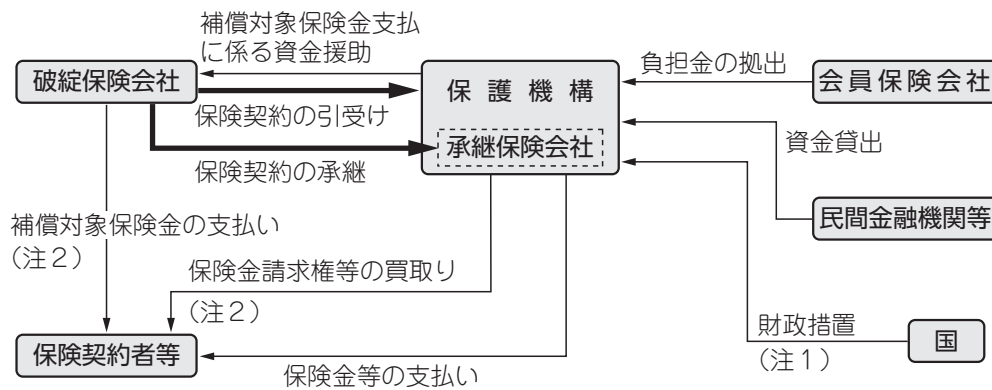 補償対象保険金支払
に係る資金援助
破綻保険会社
保護機構
負担金の拠出
会員保険会社
保険契約の引受け
承継保険会社
資金貸出
保険契約の承継
民間金融機関等
補償対象保険金の支払い
(注２)
保険金請求権等の買取り
(注２)
財政措置
(注１)
国
保険契約者等
保険金等の支払い